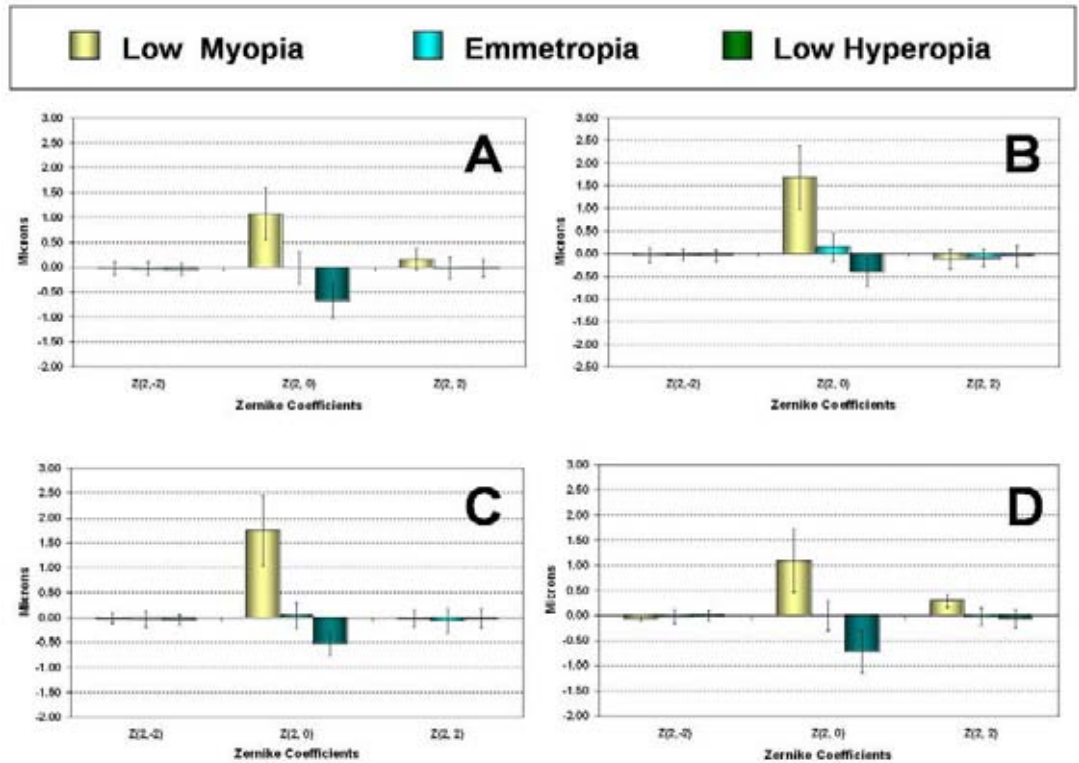 Low Myopia Emmetropia Low Hyperopia
A
3.00
2.50
2.00
1.50
1.00
0.50
0.00
-0.50
-1.00
-1.50
-2.00
Microns
Z(2,-2) Z(2, 0) Z(2, 2)
Zernike Coefficients
B
3.00
2.50
2.00
1.50
1.00
0.50
0.00
-0.50
-1.00
-1.50
-2.00
-2.50
Microns
Z(2,-2) Z(2, 0) Z(2, 2)
Zernike Coefficients
C
3.00
2.50
2.00
1.50
1.00
0.50
0.00
-0.50
-1.00
-1.50
-2.00
Microns
Z(2,-2) Z(2, 0) Z(2, 2)
Zernike Coefficients
D
3.00
2.50
2.00
1.50
1.00
0.50
0.00
-0.50
-1.00
-1.50
-2.00
Microns
Z(2,-2) Z(2, 0) Z(2, 2)
Zernike Coefficients